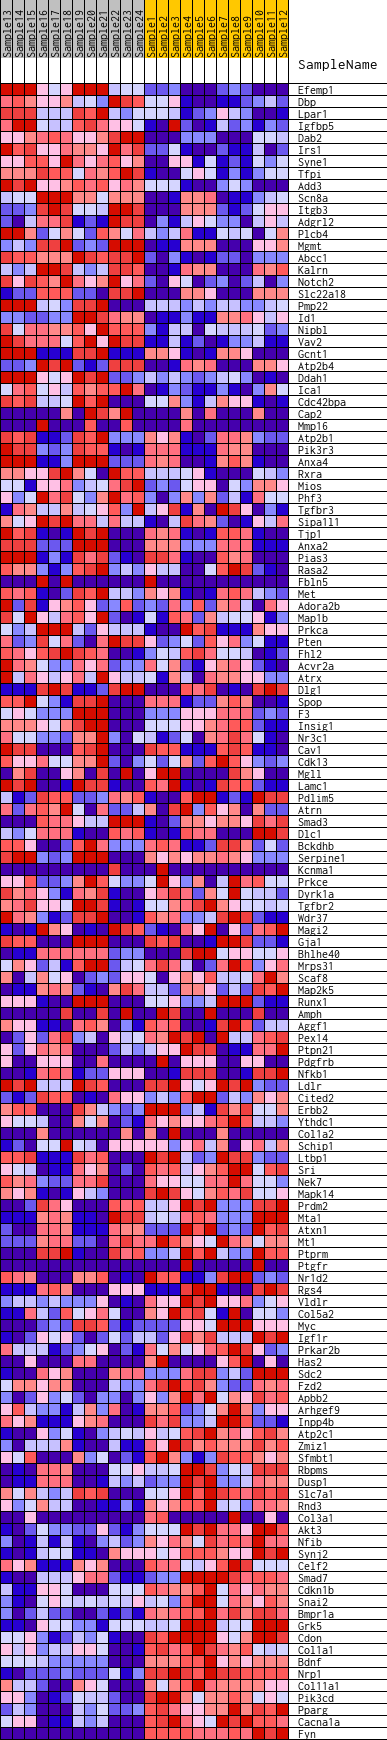 Sample13 Sample14 Sample15 Sample16 Sample17 Sample18 Sample19 Sample20 Sample21 Sample22 Sample23 Sample24 Sample1 Sample2 Sample3 Sample4 Sample5 Sample6 Sample7 Sample8 Sample9 Sample10 Sample11 Sample12
SampleName
Efemp1
Dbp
Lpar1
Igfbp5
Dab2
Irs1
Syne1
Tfpi
Add3
Scn8a
Itgb3
Adgrl2
Plcb4
Mgmt
Abcc1
Kalrn
Notch2
Slc22a18
Pmp22
Id1
Nipbl
Vav2
Gcnt1
Atp2b4
Ddah1
Ica1
Cdc42bpa
Cap2
Mmp16
Atp2b1
Pik3r3
Anxa4
Rxra
Mios
Phf3
Tgfbr3
Sipa1l1
Tjp1
Anxa2
Pias3
Rasa2
Fbln5
Met
Adora2b
Map1b
Prkca
Pten
Fhl2
Acvr2a
Atrx
Dlg1
Spop
F3
Insig1
Nr3c1
Cav1
Cdk13
Mgll
Lamc1
Pdlim5
Atrn
Smad3
Dlc1
Bckdhb
Serpine1
Kcnma1
Prkce
Dyrk1a
Tgfbr2
Wdr37
Magi2
Gja1
Bhlhe40
Mrps31
Scaf8
Map2k5
Runx1
Amph
Aggf1
Pex14
Ptpn21
Pdgfrb
Nfkb1
Ldlr
Cited2
Erbb2
Ythdc1
Col1a2
Schip1
Ltbp1
Sri
Nek7
Mapk14
Prdm2
Mta1
Atxn1
Mt1
Ptprm
Ptgfr
Nr1d2
Rgs4
Vldlr
Col5a2
Myc
Igf1r
Prkar2b
Has2
Sdc2
Fzd2
Apbb2
Arhgef9
Inpp4b
Atp2c1
Zmiz1
Sfmbt1
Rbpms
Dusp1
Slc7a1
Rnd3
Col3a1
Akt3
Nfib
Synj2
Celf2
Smad7
Cdkn1b
Snai2
Bmpr1a
Grk5
Cdon
Col1a1
Bdnf
Nrp1
Col11a1
Pik3cd
Pparg
Cacna1a
Fyn